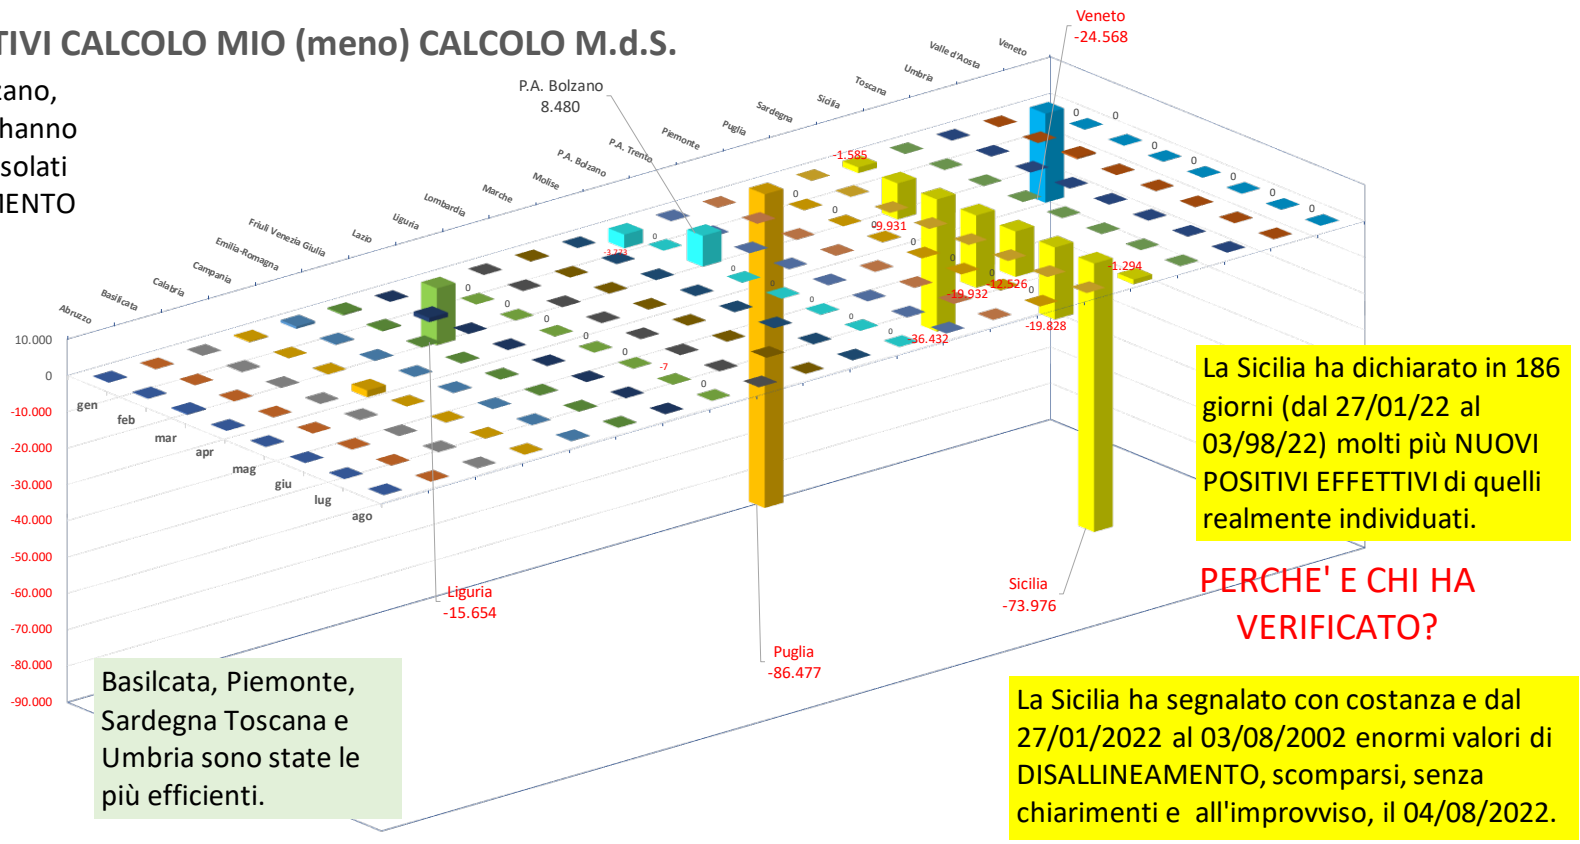 TIVI CALCOLO MIO (meno) CALCOLO M.d.S.
zano,
hanno
solati
MENTO
Veneto
-24.568
P.A. Bolzano
8.480
Abruzzo
Basilicata
Calabria
Campania
Emilia-Romagna
Friuli Venezia Giulia
Lazio
Liguria
Lombardia
Marche
Molise
P.A. Bolzano
P.A. Trento
Piemonte
Puglia
Sardegna
Sicilia
Toscana
Umbria
Valle d'Aosta
Veneto
10.000
0
-10.000
-20.000
-30.000
-40.000
-50.000
-60.000
-70.000
-80.000
-90.000
gen
feb
mar
apr
mag
giu
lug
ago
-1.585
-9.931
-36.432
-19.932
-12.526
-19.828
-1.294
-3.773
-7
Liguria
-15.654
Puglia
-86.477
Sicilia
-73.976
La Sicilia ha dichiarato in 186
giorni (dal 27/01/22 al
03/98/22) molti più NUOVI
POSITIVI EFFETTIVI di quelli
realmente individuati.
PERCHE' E CHI HA
VERIFICATO?
Basilcata, Piemonte,
Sardegna Toscana e
Umbria sono state le
più efficienti.
La Sicilia ha segnalato con costanza e dal
27/01/2022 al 03/08/2002 enormi valori di
DISALLINEAMENTO, scomparsi, senza
chiarimenti e  all'improvviso, il 04/08/2022.